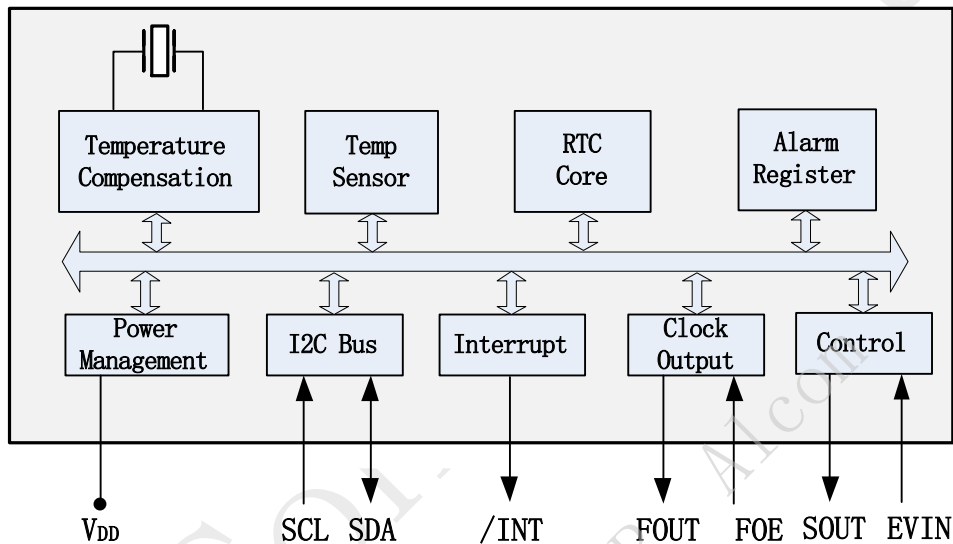 Temperature
Compensation
Temp
Sensor
RTC
Core
Alarm
Register
Power
Management
I2C Bus
Interrupt
Clock
Output
Control
VDD
SCL SDA
/INT
FOUT FOE SOUT EVIN
Alcom